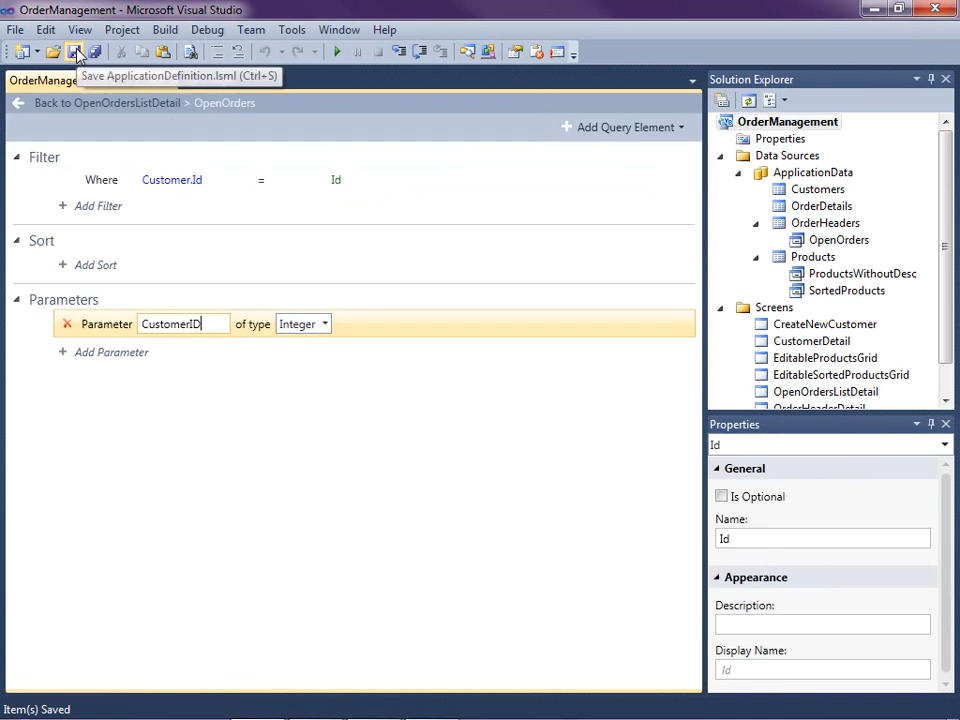 OrderManagement - Microsoft Visual Studio
File Edit View Project Build Debug Team Tools Window Help
Save ApplicationDefinition.lsml (Ctrl+S)
OrderManage
Back to OpenOrdersListDetail > OpenOrders
Add Query Element
Filter
Where Customer.Id = Id
Add Filter
Sort
Add Sort
Parameters
Parameter CustomerID of type Integer
Add Parameter
Solution Explorer
OrderManagement
Properties
Data Sources
ApplicationData
Customers
OrderDetails
OrderHeaders
OpenOrders
Products
ProductsWithoutDesc
SortedProducts
Screens
CreateNewCustomer
CustomerDetail
EditableProductsGrid
EditableSortedProductsGrid
OpenOrdersListDetail
OrderHeaderDetail
Properties
Id
General
Is Optional
Name:
Id
Appearance
Description:
Display Name:
Id
Item(s) Saved